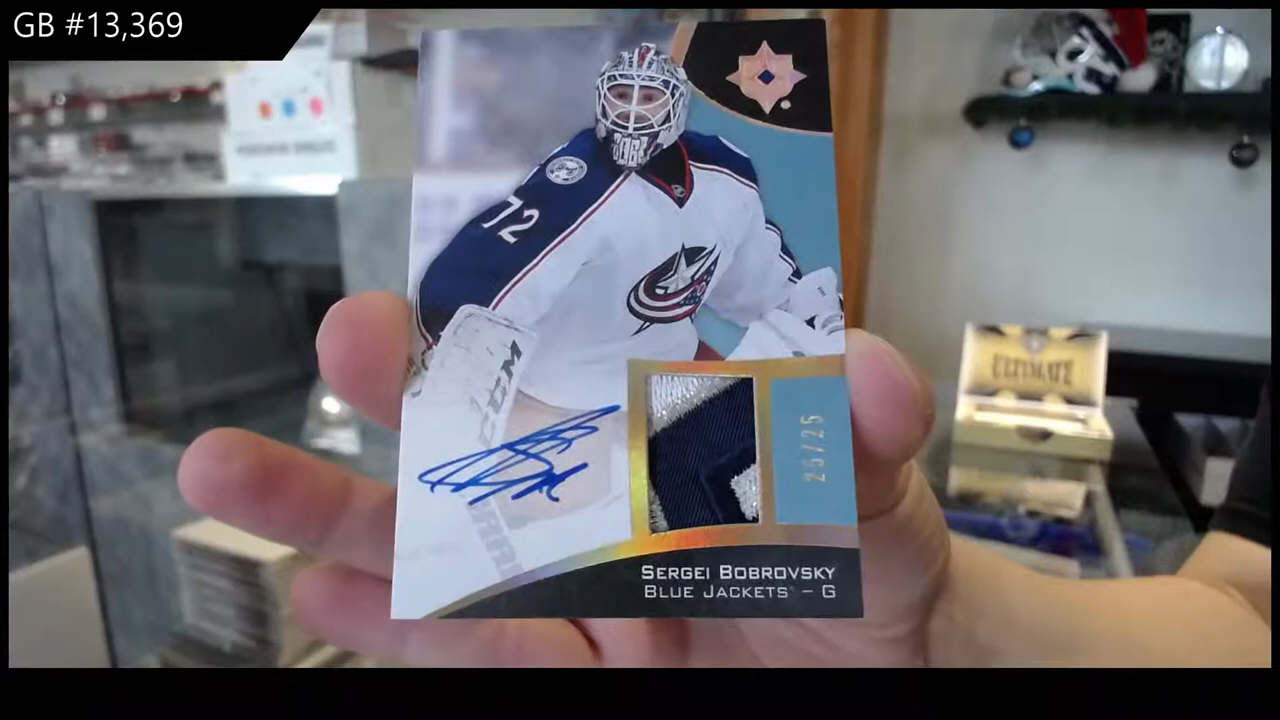 GB #13,369
72
CCM
ULTIMATE
25/25
SERGEI BOBROVSKY
BLUE JACKETS - G